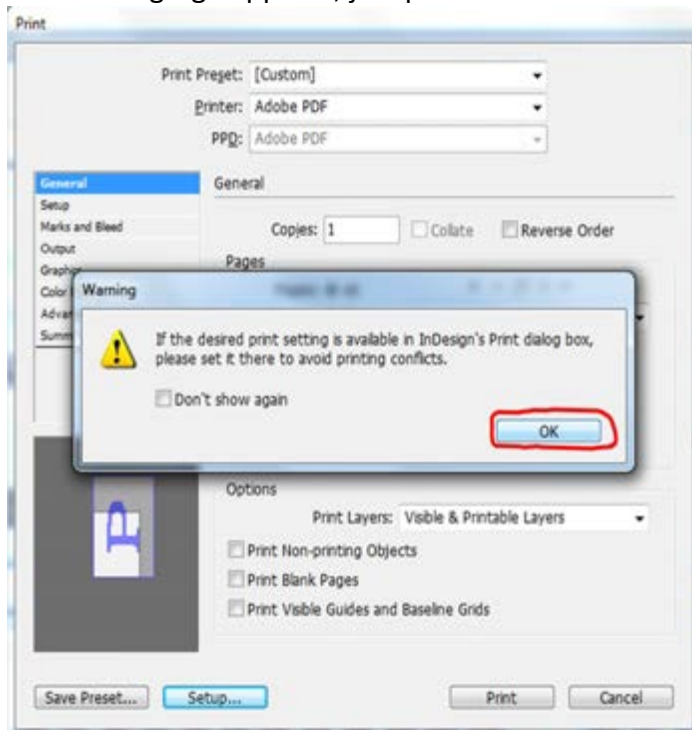 Print
Print Preset: [Custom]
Printer: Adobe PDF
PPD: Adobe PDF
General
General
Setup
Marks and Bleed
Copies: 1 Collate Reverse Order
Output
Pages
Warning
If the desired print setting is available in InDesign's Print dialog box,
please set it there to avoid printing conflicts.
Don't show again
OK
Options
Print Layers: Visible & Printable Layers
Print Non-printing Objects
Print Blank Pages
Print Visible Guides and Baseline Grids
Save Preset... Setup... Print Cancel